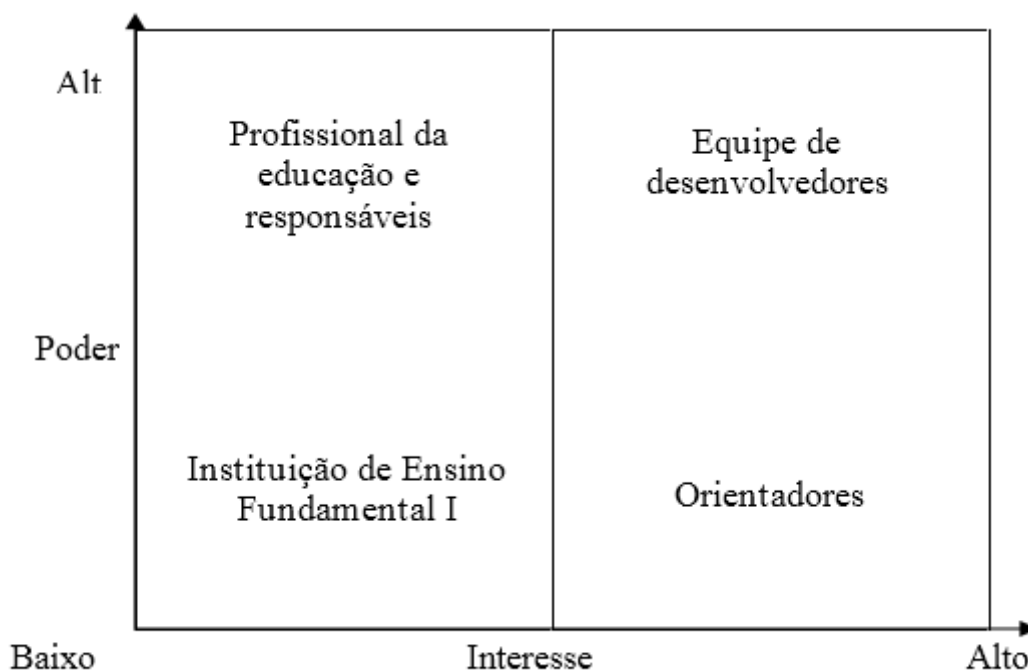 Alt
Profissional da
educação e
responsáveis
Equipe de
desenvolvedores
Poder
Instituição de Ensino
Fundamental I
Orientadores
Baixo
Interesse
Alto